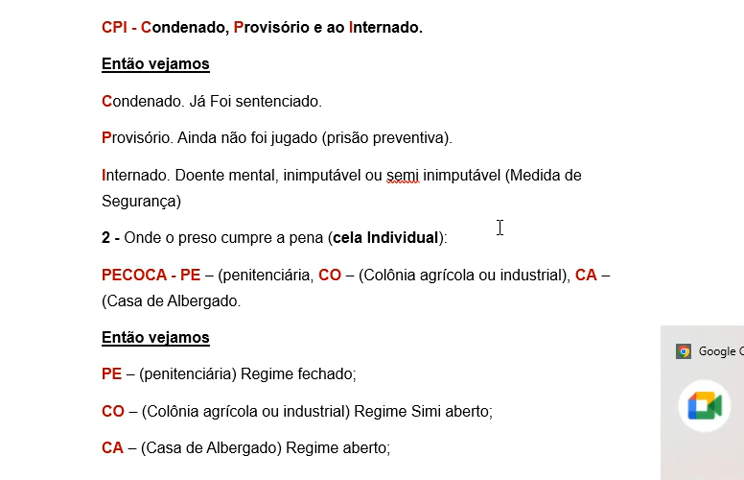 CPI - Condenado, Provisório e ao Internado.
Então vejamos
Condenado. Já Foi sentenciado.
Provisório. Ainda não foi jugado (prisão preventiva).
Internado. Doente mental, inimputável ou semi inimputável (Medida de
Segurança)
2 - Onde o preso cumpre a pena (cela Individual):
PECOCA - PE – (penitenciária, CO – (Colônia agrícola ou industrial), CA –
(Casa de Albergado.
Então vejamos
Google C
PE – (penitenciária) Regime fechado;
CO – (Colônia agrícola ou industrial) Regime Simi aberto;
CA – (Casa de Albergado) Regime aberto;